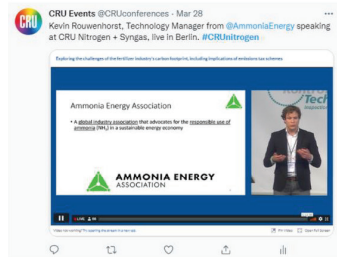 CRU Events @CRUconferences · Mar 28
Kevin Rouwenhorst, Technology Manager from @AmmoniaEnergy speaking
at CRU Nitrogen + Syngas, live in Berlin. #CRUnitrogen
Exploring the challenges of the fertilizer industry's carbon footprint, including implications of emissions tax schemes
Ammonia Energy Association
• A global industry association that advocates for the responsible use of
ammonia (NH₃) in a sustainable energy economy
AMMONIA ENERGY
ASSOCIATION
Tech
LIVE
CRU